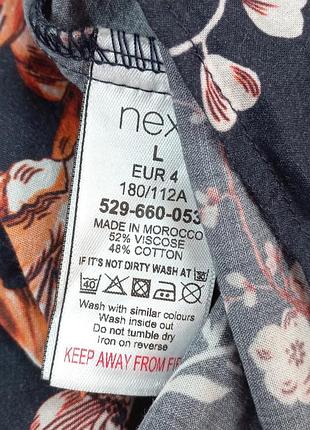 nex
L
EUR 4
180/112A
529-660-053
MADE IN MOROCCO
52% VISCOSE
48% COTTON
IF IT'S NOT DIRTY WASH AT
40
Wash with similar colours
Wash inside out
Do not tumble dry
Iron on reverse
KEEP AWAY FROM FIR